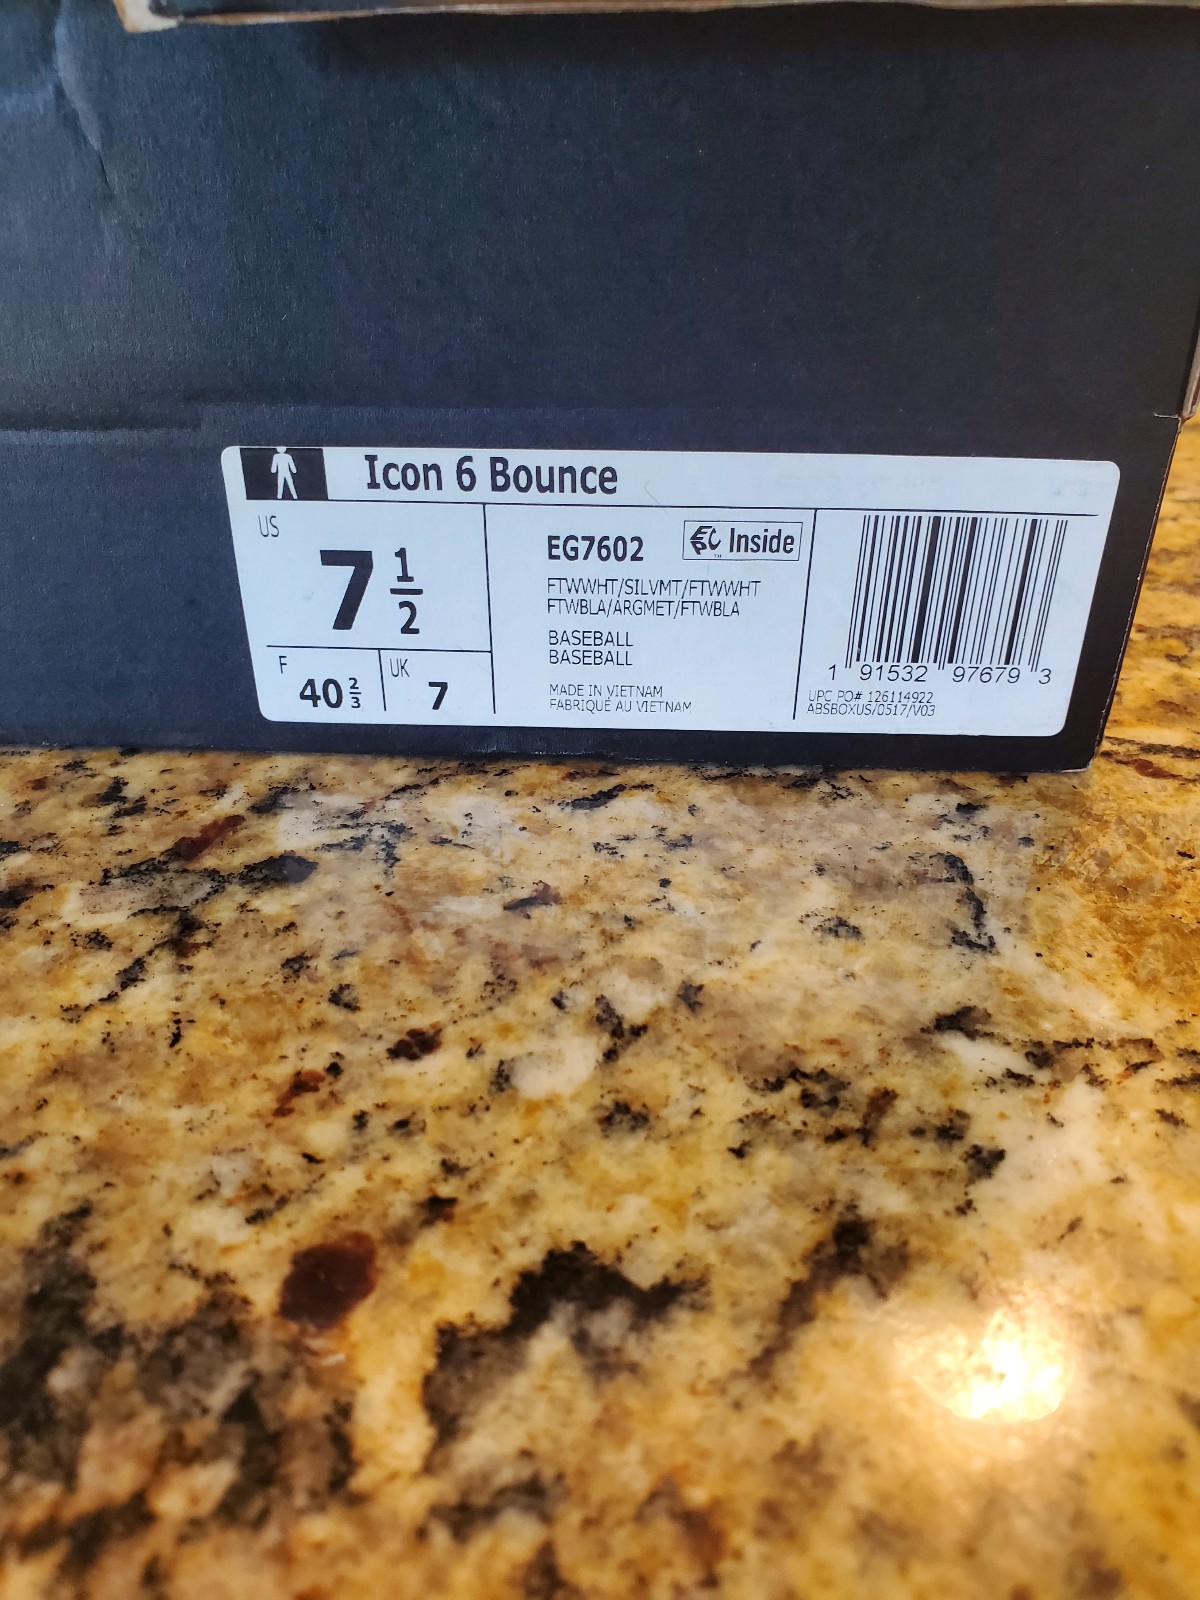 Icon 6 Bounce
US
7 1/2
F
40 2/3
UK
7
EG7602
EPC Inside
TM
FTWWHT/SILVMT/FTWWHT
FTWBLA/ARGMET/FTWBLA
BASEBALL
BASEBALL
MADE IN VIETNAM
FABRIQUÉ AU VIETNAM
1 91532 97679 3
UPC PO# 126114922
ABSBOXUS/0517/V03